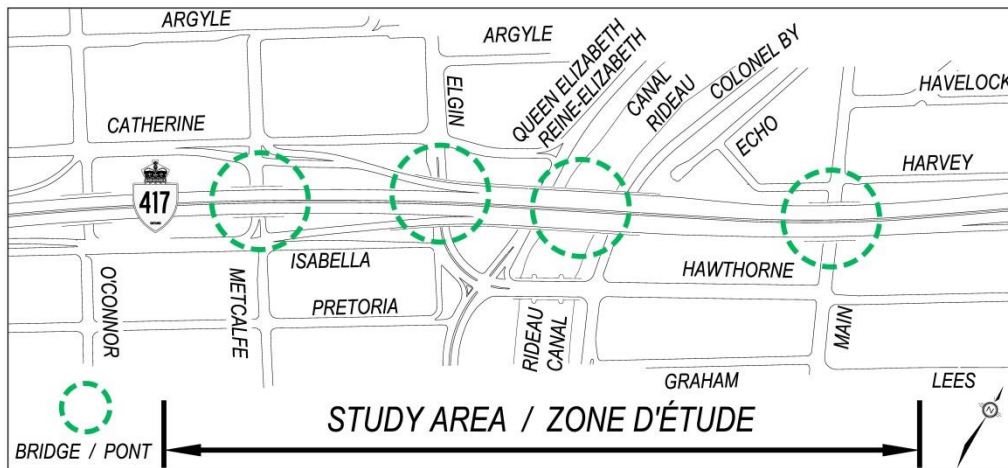 ARGYLE
ARGYLE
ELGIN
QUEEN ELIZABETH
REINE-ELIZABETH
CANAL
RIDEAU
COLONEL BY
HAVELOCK
CATHERINE
ECHO
HARVEY
417
ISABELLA
HAWTHORNE
O'CONNOR
METCALFE
PRETORIA
RIDEAU
CANAL
MAIN
GRAHAM
LEES
BRIDGE / PONT
STUDY AREA / ZONE D'ÉTUDE
N